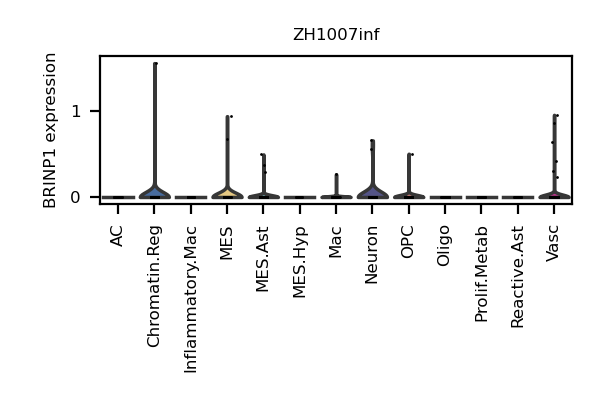 ZH1007inf
BRINP1 expression
1
0
AC
Chromatin.Reg
Inflammatory.Mac
MES
MES.Ast
MES.Hyp
Mac
Neuron
OPC
Oligo
Prolif.Metab
Reactive.Ast
Vasc